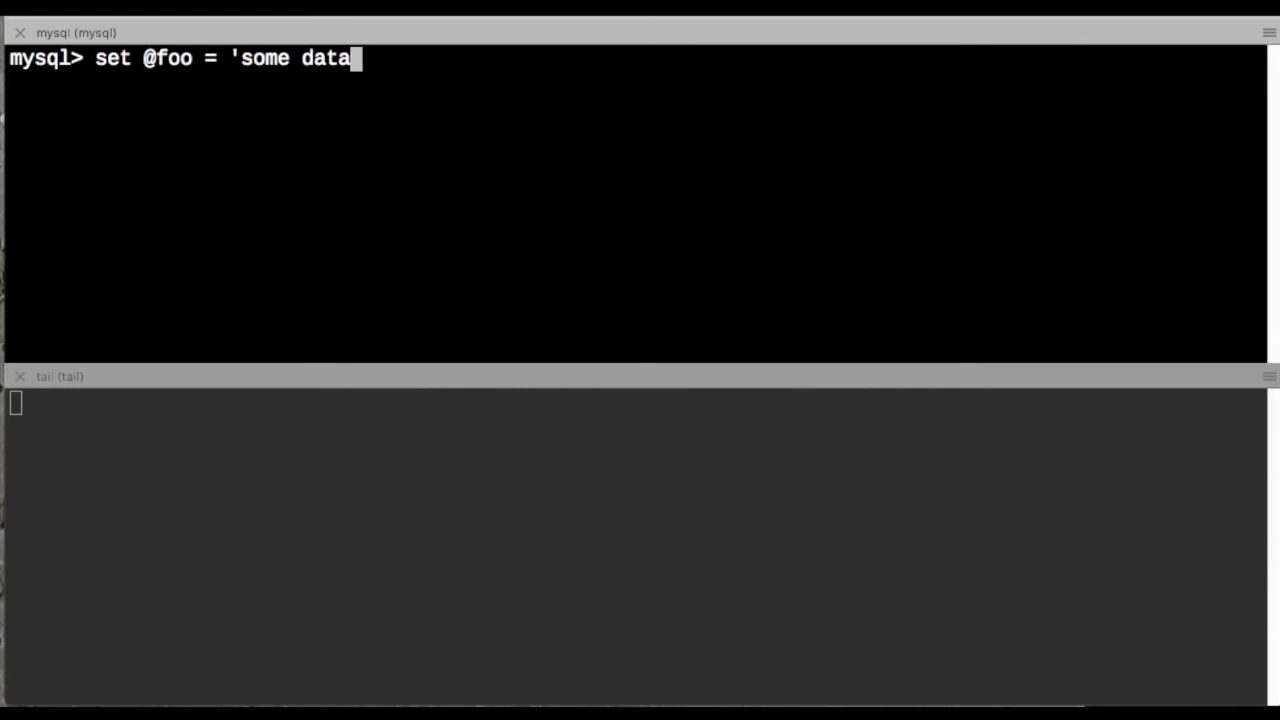 mysql (mysql)
mysql> set @foo = 'some data
tail (tail)